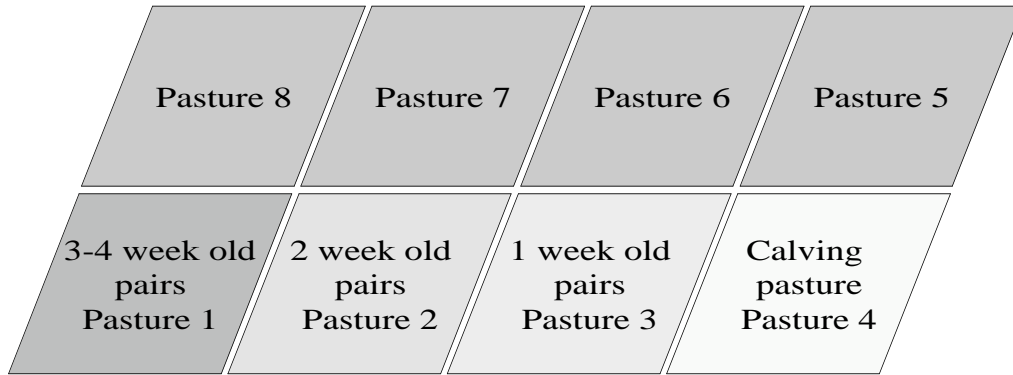 Pasture 8
Pasture 7
Pasture 6
Pasture 5
3-4 week old
pairs
Pasture 1
2 week old
pairs
Pasture 2
1 week old
pairs
Pasture 3
Calving
pasture
Pasture 4